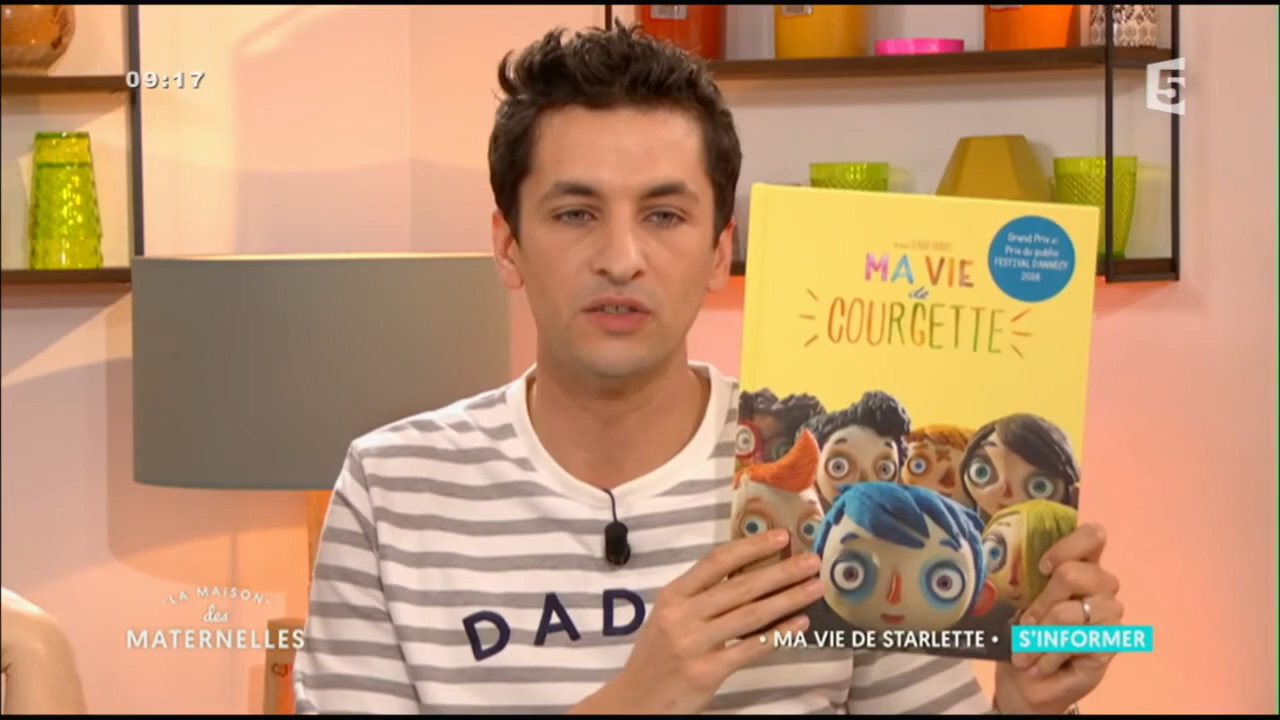 09:17
5
Grand Prix et
Prix du public
FESTIVAL D'ANNECY
2016
MA VIE
de
COURGETTE
DAD
·LA MAISON·
des
MATERNELLES
• MA VIE DE STARLETTE •
S'INFORMER